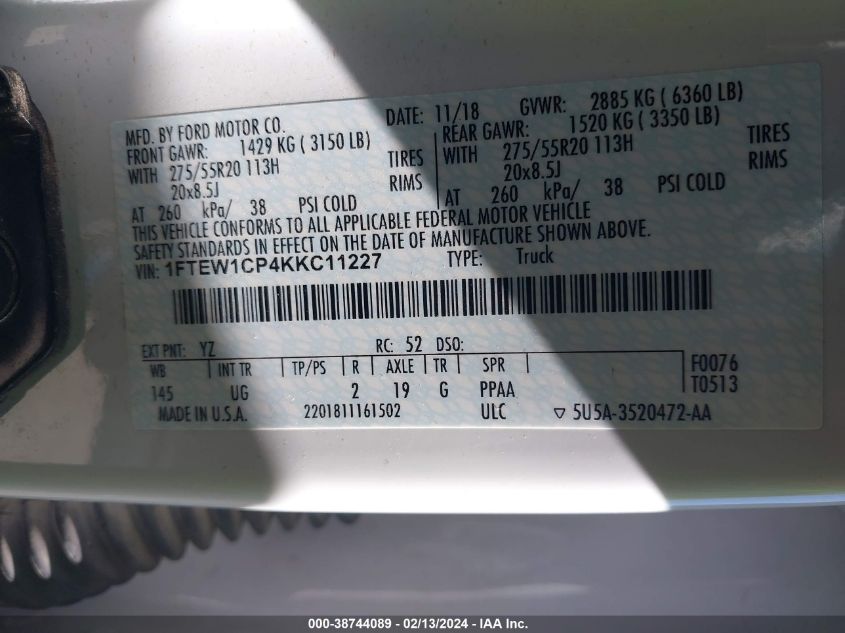 MFD. BY FORD MOTOR CO. DATE: 11/18 GVWR: 2885 KG ( 6360 LB)
FRONT GAWR: 1429 KG ( 3150 LB) REAR GAWR: 1520 KG ( 3350 LB)
WITH 275/55R20 113H TIRES WITH 275/55R20 113H TIRES
20x8.5J RIMS 20x8.5J RIMS
AT 260 kPa/ 38 PSI COLD AT 260 kPa/ 38 PSI COLD
THIS VEHICLE CONFORMS TO ALL APPLICABLE FEDERAL MOTOR VEHICLE
SAFETY STANDARDS IN EFFECT ON THE DATE OF MANUFACTURE SHOWN ABOVE.
VIN: 1FTEW1CP4KKC11227 TYPE: Truck
EXT PNT: YZ RC: 52 DSO:
WB INT TR TP/PS R AXLE TR SPR F0076
145 UG 2 19 G PPAA T0513
MADE IN U.S.A. 2201811161502 ULC ▽ 5U5A-3520472-AA
000-38744089 - 02/13/2024 - IAA Inc.